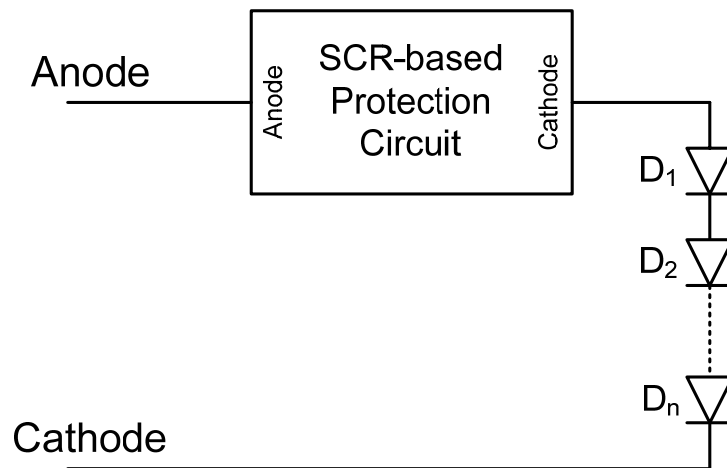 Anode
Anode
SCR-based
Protection
Circuit
Cathode
D1
D2
Dn
Cathode